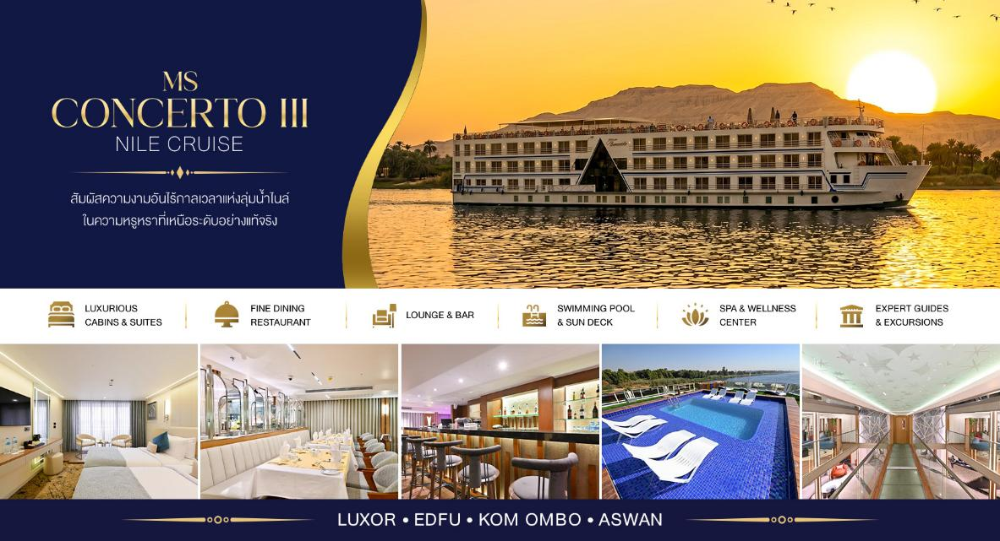 MS
CONCERTO III
NILE CRUISE
สัมผัสความงามอันไร้กาลเวลาแห่งลุ่มน้ำไนล์
ในความหรูหราที่เหนือระดับอย่างแท้จริง
LUXURIOUS
CABINS & SUITES
FINE DINING
RESTAURANT
LOUNGE & BAR
SWIMMING POOL
& SUN DECK
SPA & WELLNESS
CENTER
EXPERT GUIDES
& EXCURSIONS
LUXOR • EDFU • KOM OMBO • ASWAN